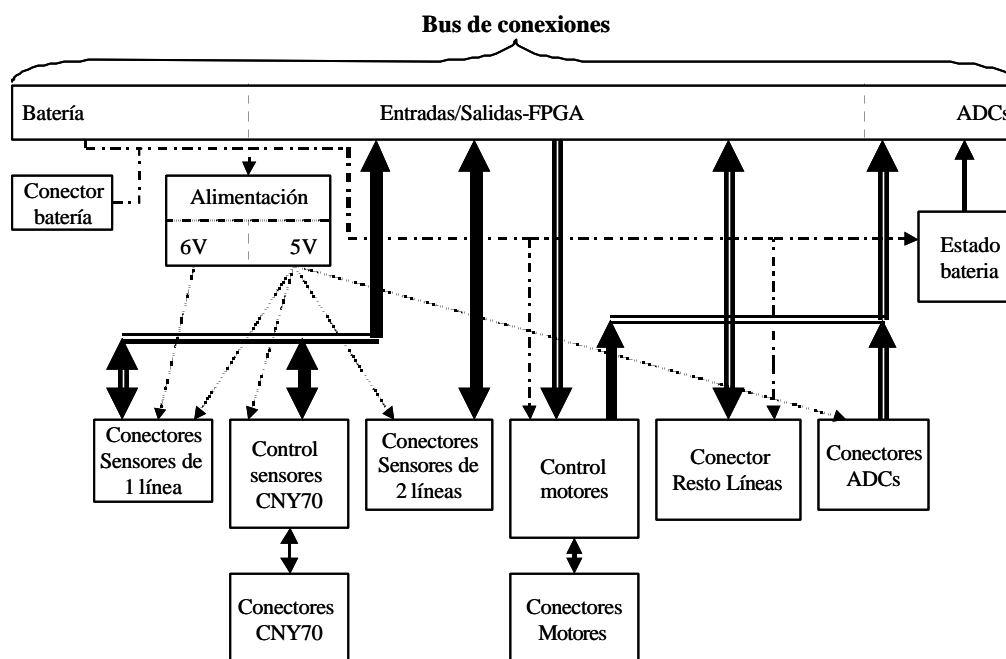 Bus de conexiones
Batería
Entradas/Salidas-FPGA
ADCs
Conector
batería
Alimentación
6V
5V
Estado
bateria
Conectores
Sensores de
1 línea
Control
sensores
CNY70
Conectores
Sensores de
2 líneas
Control
motores
Conector
Resto Líneas
Conectores
ADCs
Conectores
CNY70
Conectores
Motores